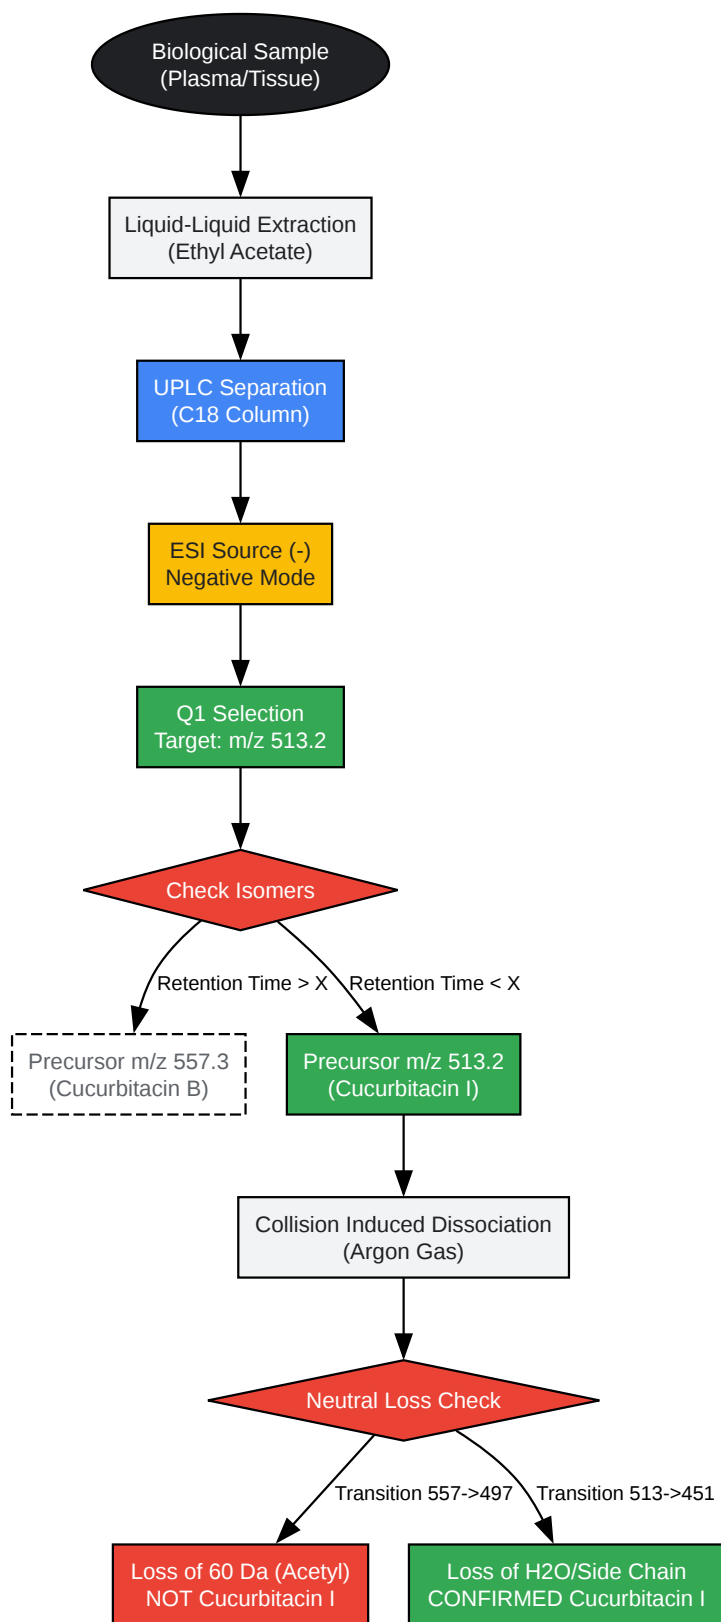 Biological Sample
(Plasma/Tissue)
Liquid-Liquid Extraction
(Ethyl Acetate)
UPLC Separation
(C18 Column)
ESI Source (-)
Negative Mode
Q1 Selection
Target: m/z 513.2
Check Isomers
Retention Time > X
Retention Time < X
Precursor m/z 557.3
(Cucurbitacin B)
Precursor m/z 513.2
(Cucurbitacin I)
Collision Induced Dissociation
(Argon Gas)
Neutral Loss Check
Transition 557->497
Transition 513->451
Loss of 60 Da (Acetyl)
NOT Cucurbitacin I
Loss of H2O/Side Chain
CONFIRMED Cucurbitacin I